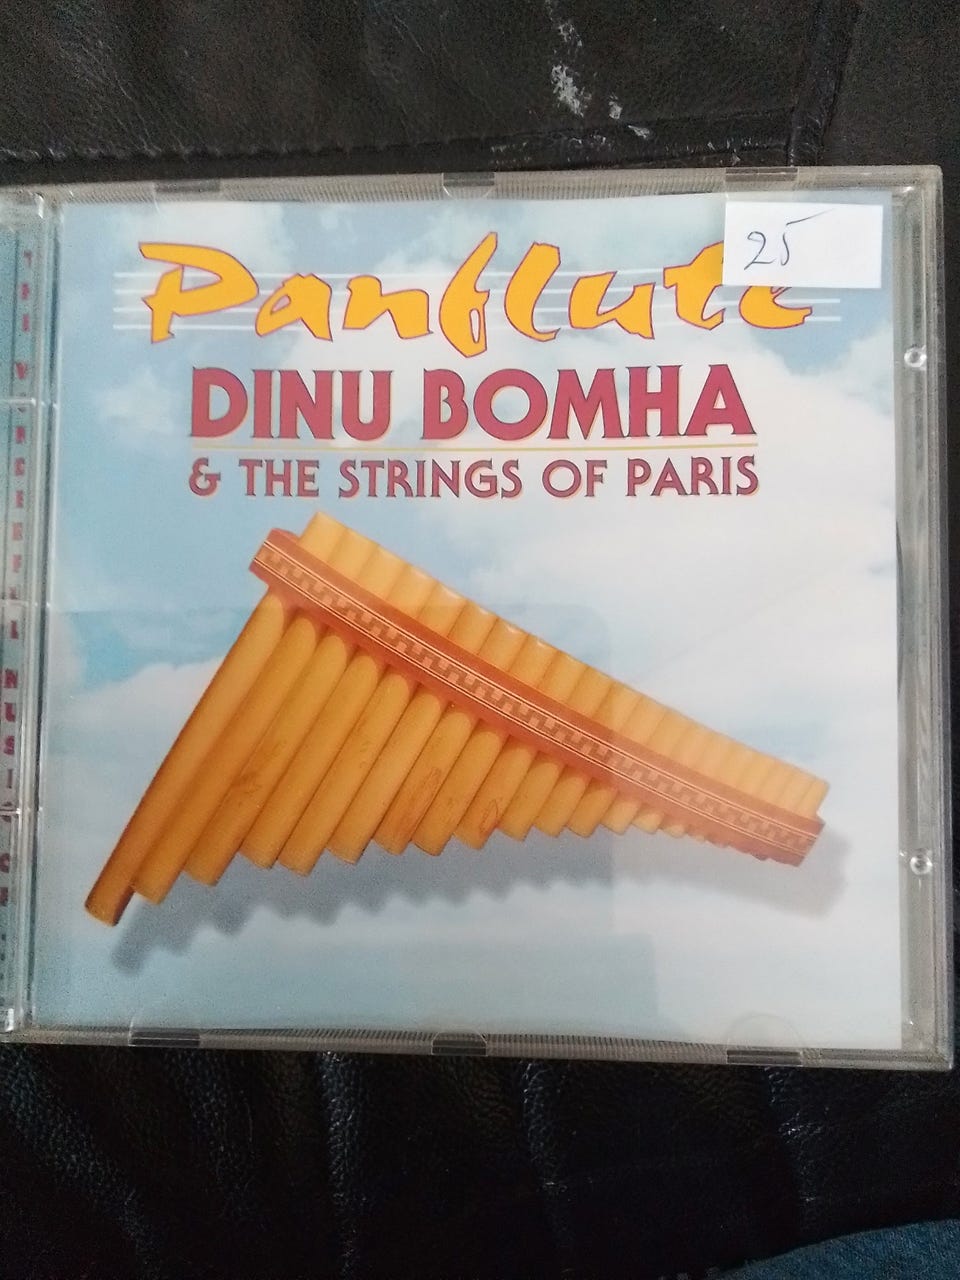 Panflute
25
DINU BOMHA
& THE STRINGS OF PARIS